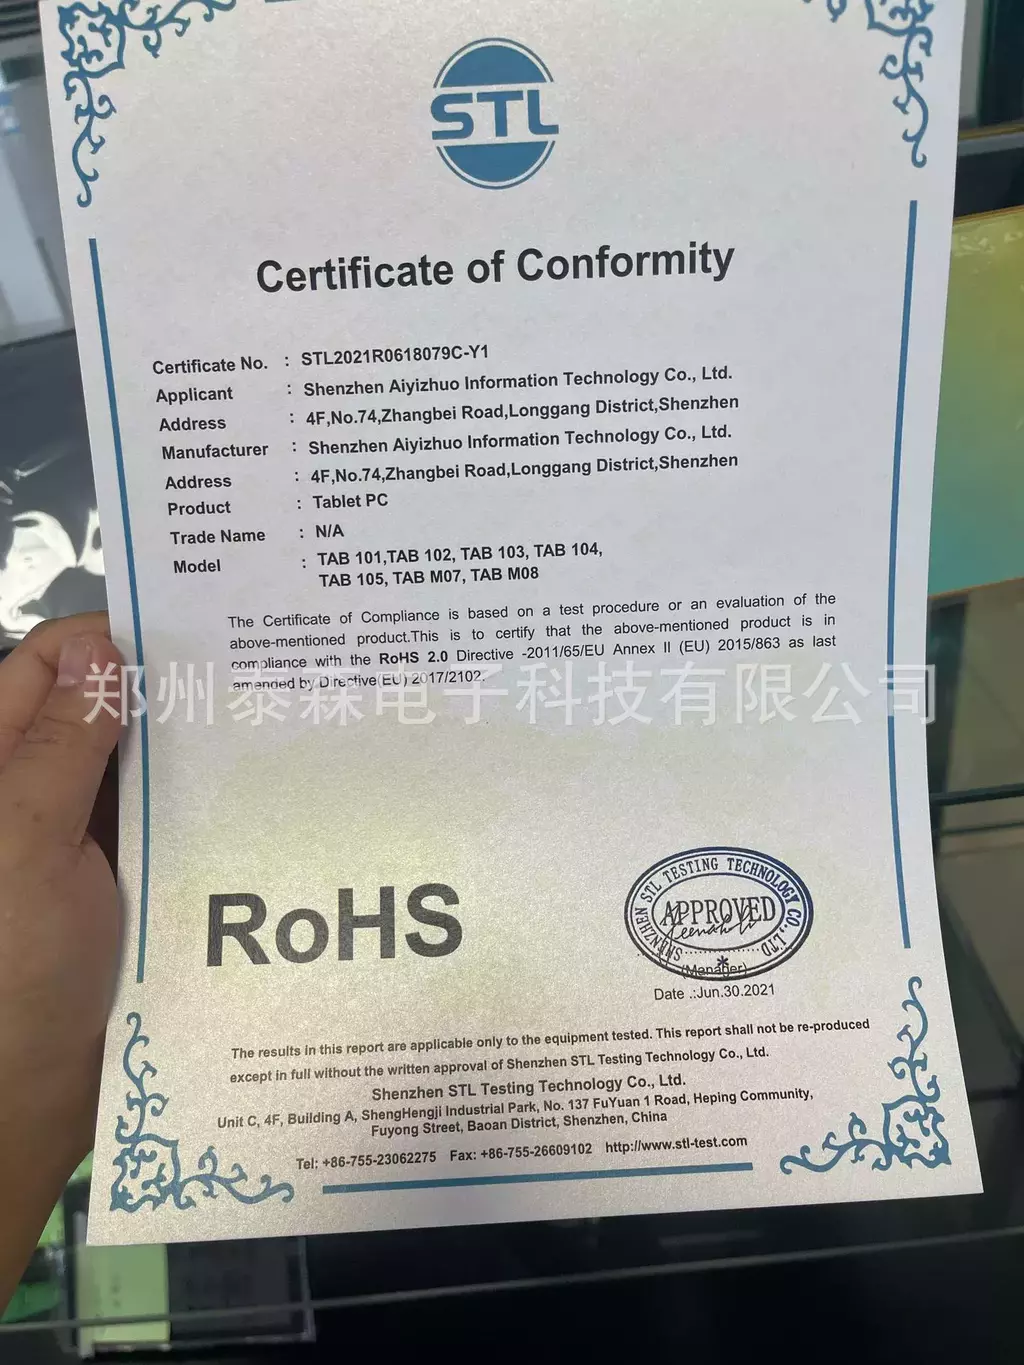 STL
Certificate of Conformity
Certificate No. : STL2021R0618079C-Y1
Applicant : Shenzhen Aiyizhuo Information Technology Co., Ltd.
Address : 4F,No.74,Zhangbei Road,Longgang District,Shenzhen
Manufacturer : Shenzhen Aiyizhuo Information Technology Co., Ltd.
Address : 4F,No.74,Zhangbei Road,Longgang District,Shenzhen
Product : Tablet PC
Trade Name : N/A
Model : TAB 101,TAB 102, TAB 103, TAB 104,
TAB 105, TAB M07, TAB M08
The Certificate of Compliance is based on a test procedure or an evaluation of the
above-mentioned product.This is to certify that the above-mentioned product is in
compliance with the RoHS 2.0 Directive -2011/65/EU Annex II (EU) 2015/863 as last
amended by Directive(EU) 2017/2102.
郑州泰霖电子科技有限公司
RoHS
SHENZHEN STL TESTING TECHNOLOGY CO., LTD
APPROVED
(Manager)
Date .:Jun.30.2021
The results in this report are applicable only to the equipment tested. This report shall not be re-produced
except in full without the written approval of Shenzhen STL Testing Technology Co., Ltd.
Shenzhen STL Testing Technology Co., Ltd.
Unit C, 4F, Building A, ShengHengji Industrial Park, No. 137 FuYuan 1 Road, Heping Community,
Fuyong Street, Baoan District, Shenzhen, China
Tel: +86-755-23062275 Fax: +86-755-26609102 http://www.stl-test.com